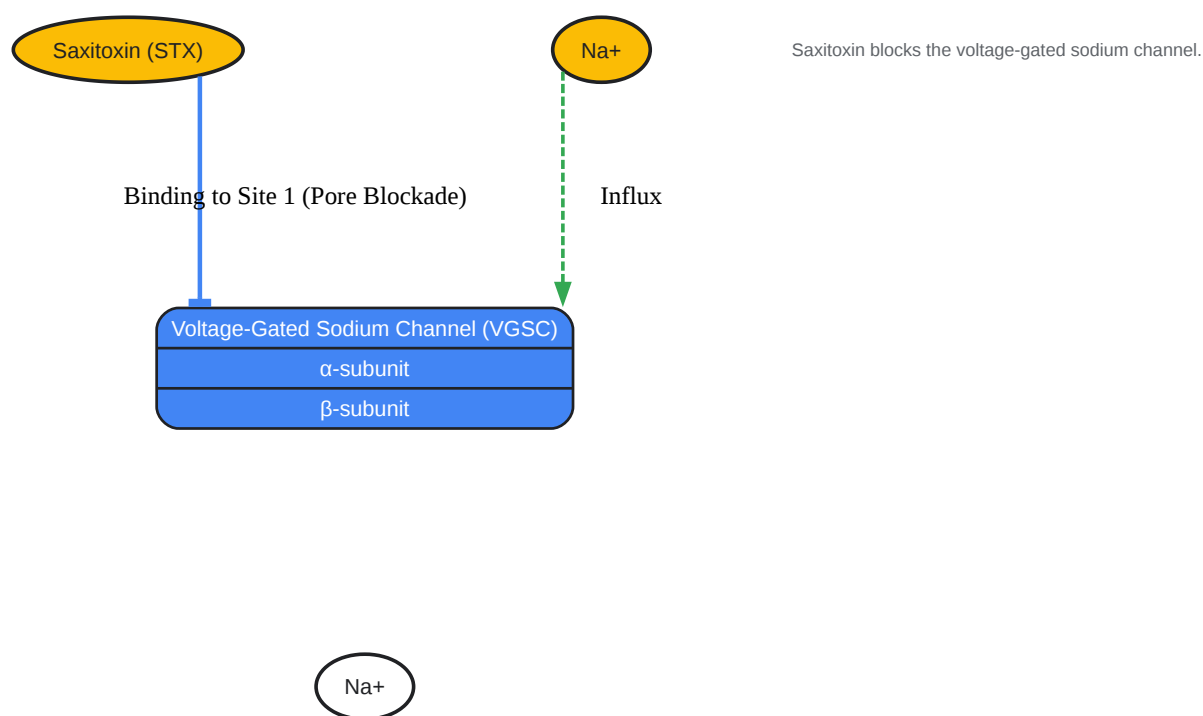 Saxitoxin (STX)
Na+
Saxitoxin blocks the voltage-gated sodium channel.
Binding to Site 1 (Pore Blockade)
Influx
Voltage-Gated Sodium Channel (VGSC)
α-subunit
β-subunit
Na+